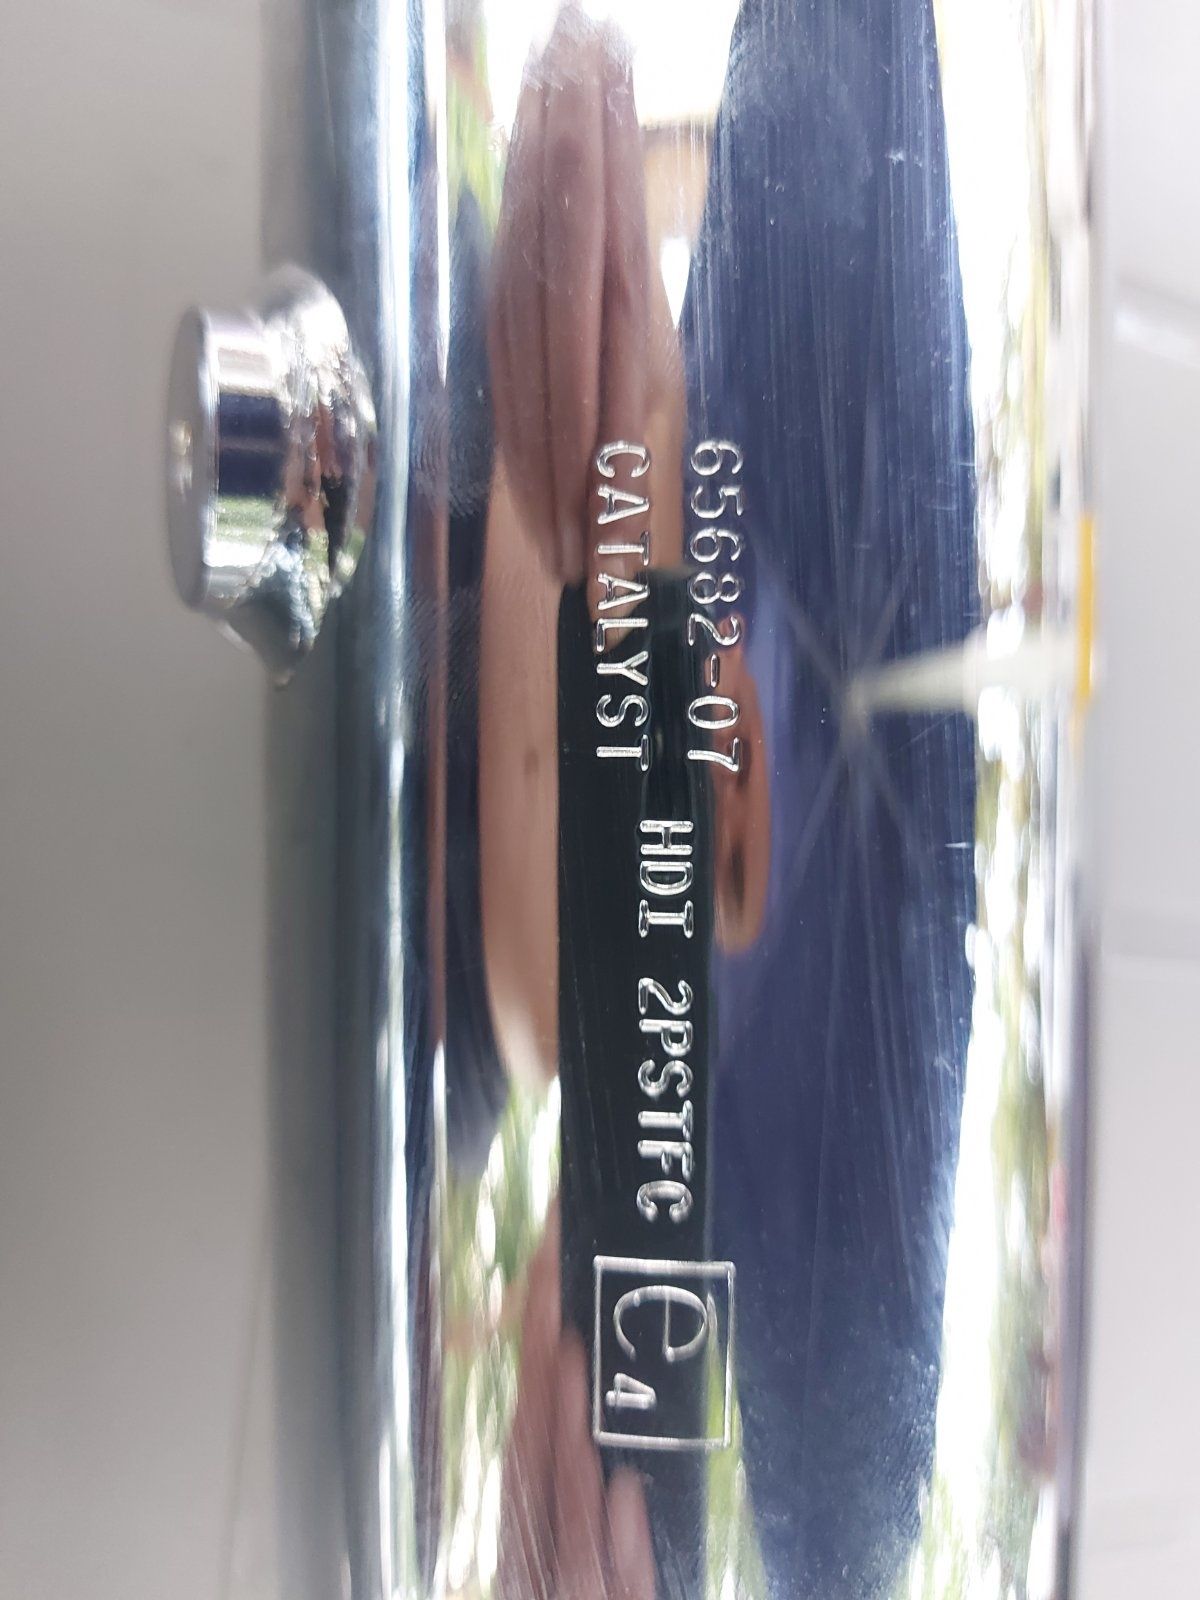 65682-07
CATALYST
HDI 2PSTFC
e4